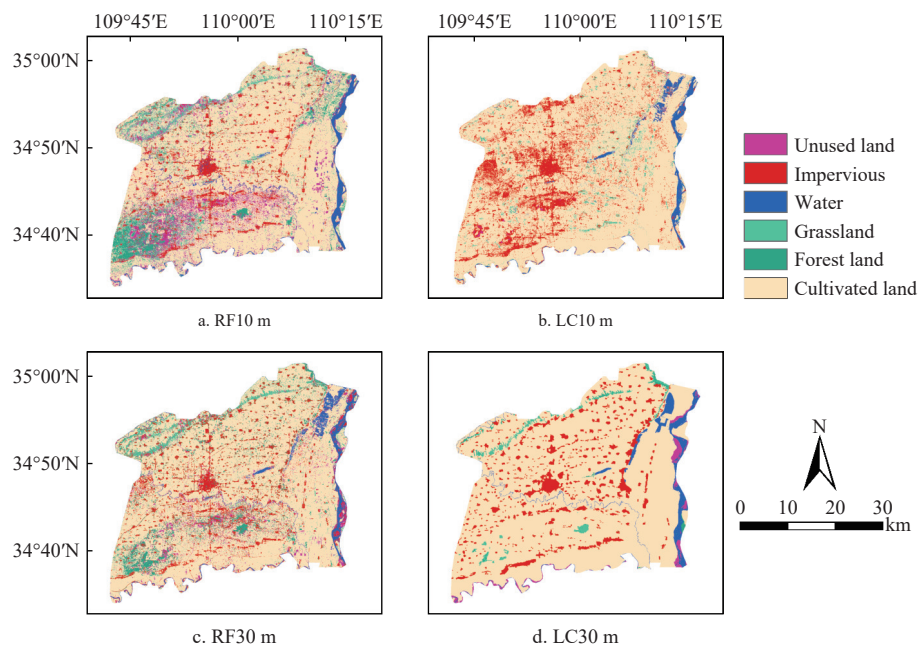 109°45′E 110°00′E 110°15′E 109°45′E 110°00′E 110°15′E
35°00′N
34°50′N
34°40′N
a. RF10 m
b. LC10 m
Unused land
Impervious
Water
Grassland
Forest land
Cultivated land
35°00′N
34°50′N
34°40′N
c. RF30 m
d. LC30 m
N
0 10 20 30
km